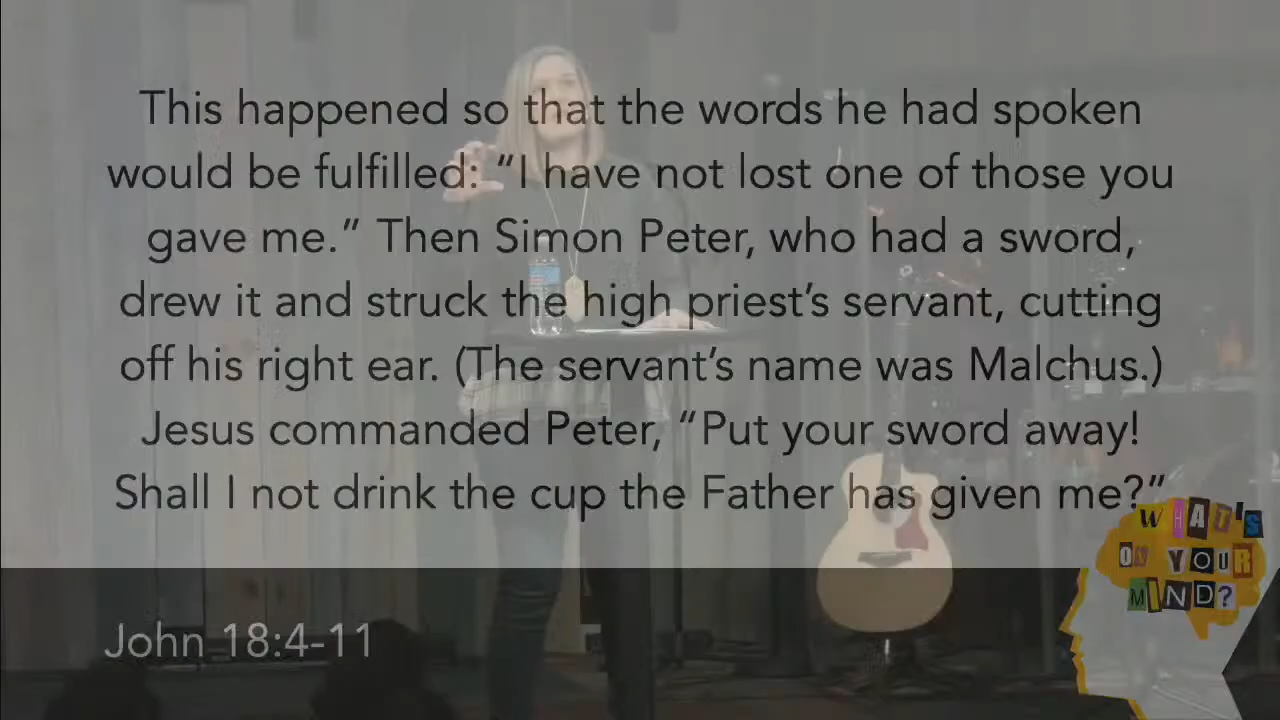 This happened so that the words he had spoken
would be fulfilled: “I have not lost one of those you
gave me.” Then Simon Peter, who had a sword,
drew it and struck the high priest’s servant, cutting
off his right ear. (The servant’s name was Malchus.)
Jesus commanded Peter, “Put your sword away!
Shall I not drink the cup the Father has given me?”
WHAT'S
ON YOUR
MIND?
John 18:4-11